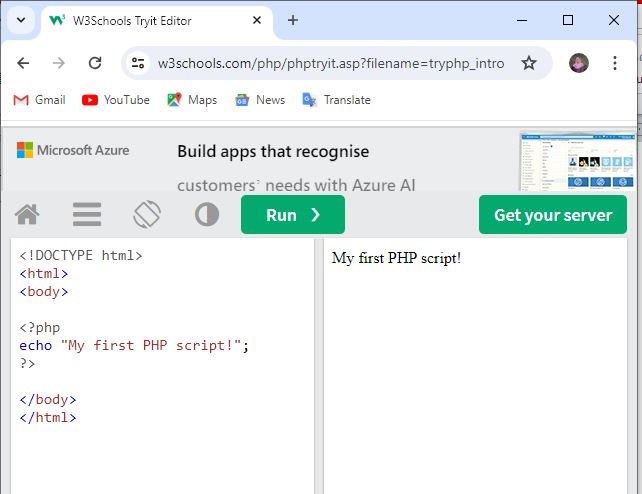 W3Schools Tryit Editor
w3schools.com/php/phptryit.asp?filename=tryphp_intro
Gmail
YouTube
Maps
News
Translate
Microsoft Azure
Build apps that recognise
customers' needs with Azure AI
Run ❯
Get your server
<!DOCTYPE html>
<html>
<body>
<?php
echo "My first PHP script!";
?>
</body>
</html>
My first PHP script!